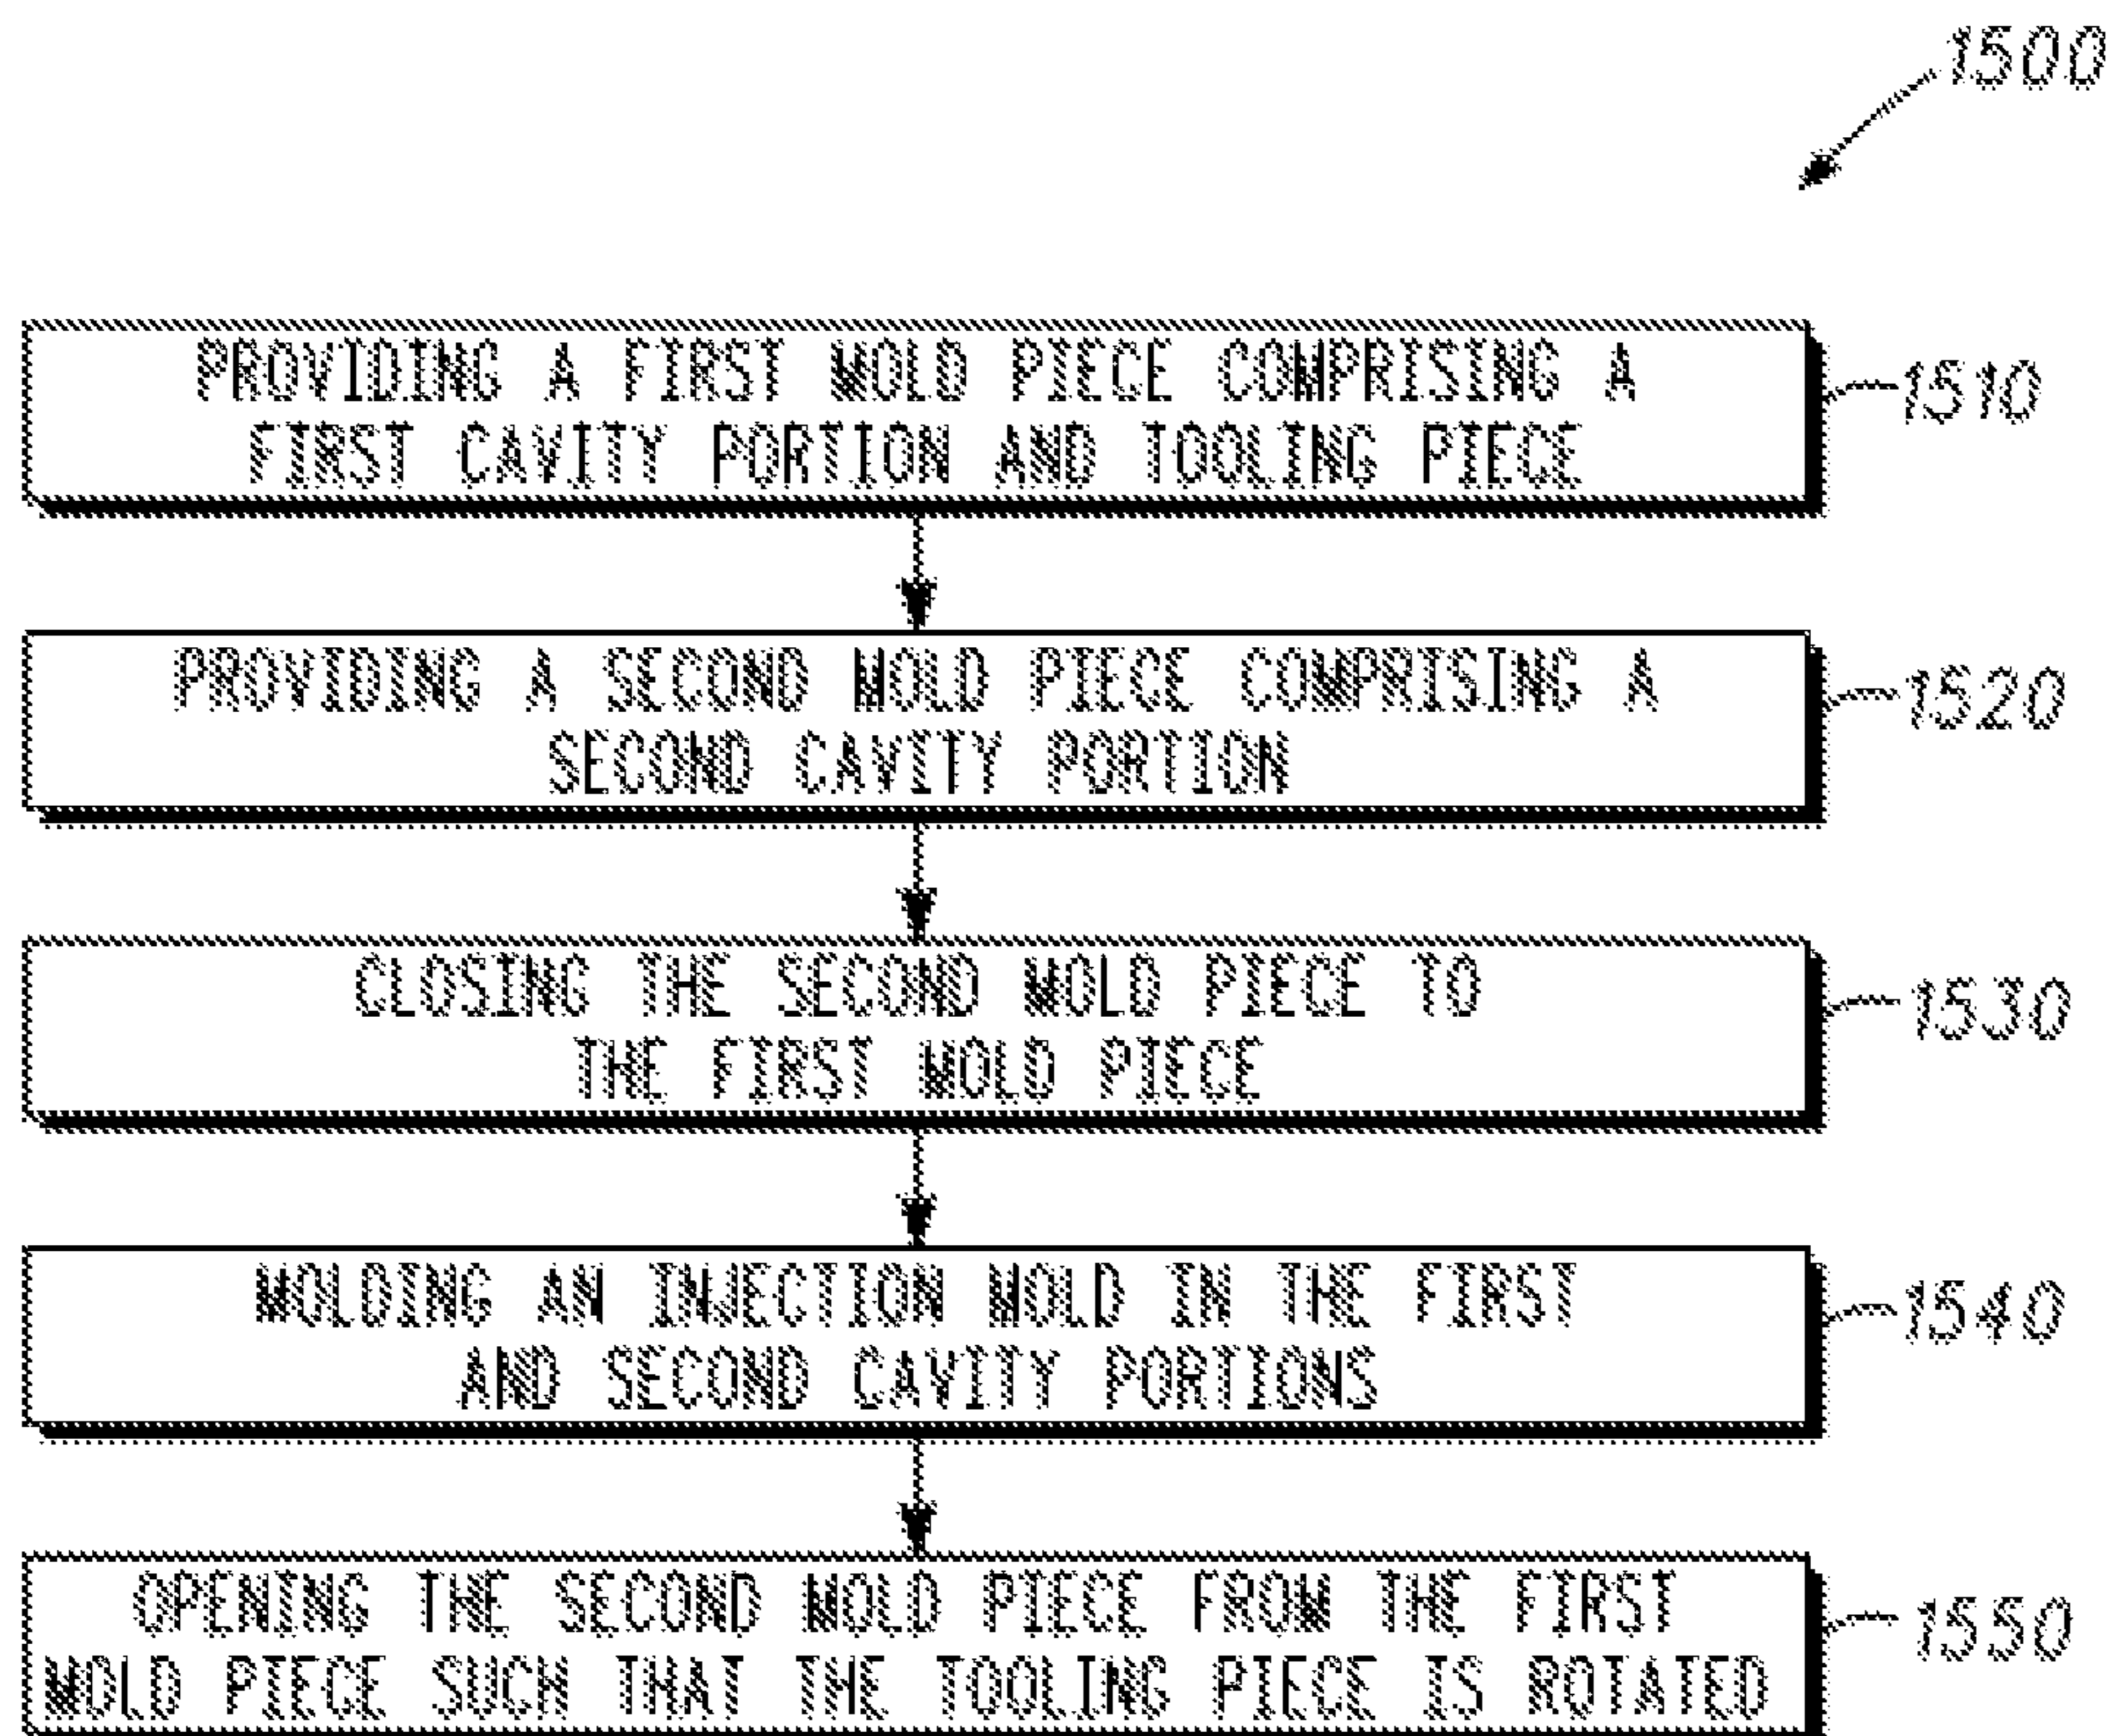 1500
PROVIDING A FIRST MOLD PIECE COMPRISING A
FIRST CAVITY PORTION AND TOOLING PIECE
1510
PROVIDING A SECOND MOLD PIECE COMPRISING A
SECOND CAVITY PORTION
1520
CLOSING THE SECOND MOLD PIECE TO
THE FIRST MOLD PIECE
1530
MOLDING AN INJECTION MOLD IN THE FIRST
AND SECOND CAVITY PORTIONS
1540
OPENING THE SECOND MOLD PIECE FROM THE FIRST
MOLD PIECE SUCH THAT THE TOOLING PIECE IS ROTATED
1550